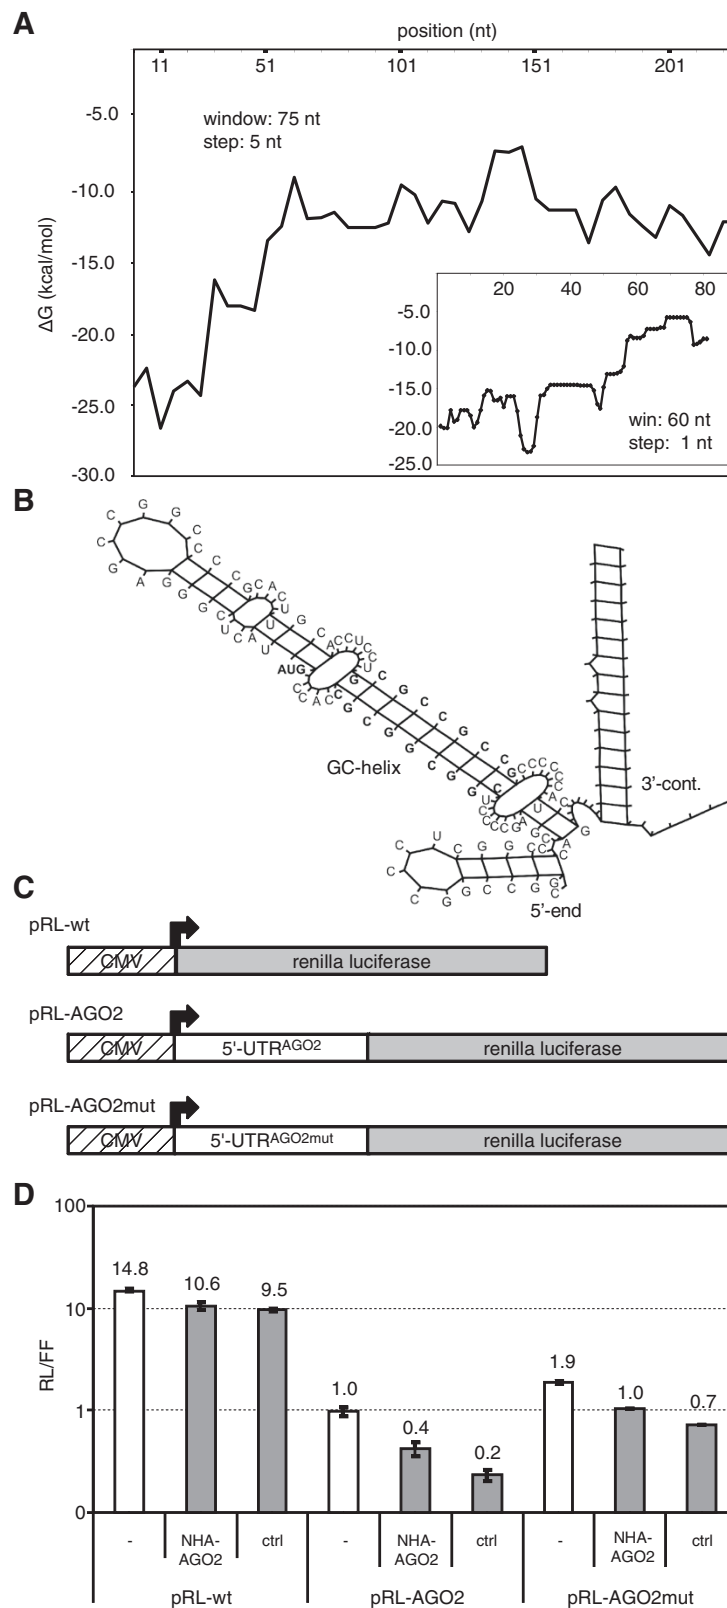 A
position (nt)
11 51 101 151 201
-5.0
-10.0
-15.0
-20.0
-25.0
-30.0
ΔG (kcal/mol)
window: 75 nt
step: 5 nt
20 40 60 80
-5.0
-10.0
-15.0
-20.0
-25.0
win: 60 nt
step: 1 nt
B
AUG
GC-helix
3'-cont.
5'-end
C
pRL-wt
CMV renilla luciferase
pRL-AGO2
CMV 5'-UTRAGO2 renilla luciferase
pRL-AGO2mut
CMV 5'-UTRAGO2mut renilla luciferase
D
100
10
1
0
RL/FF
14.8 10.6 9.5 1.0 0.4 0.2 1.9 1.0 0.7
- NHA-AGO2 ctrl - NHA-AGO2 ctrl - NHA-AGO2 ctrl
pRL-wt pRL-AGO2 pRL-AGO2mut